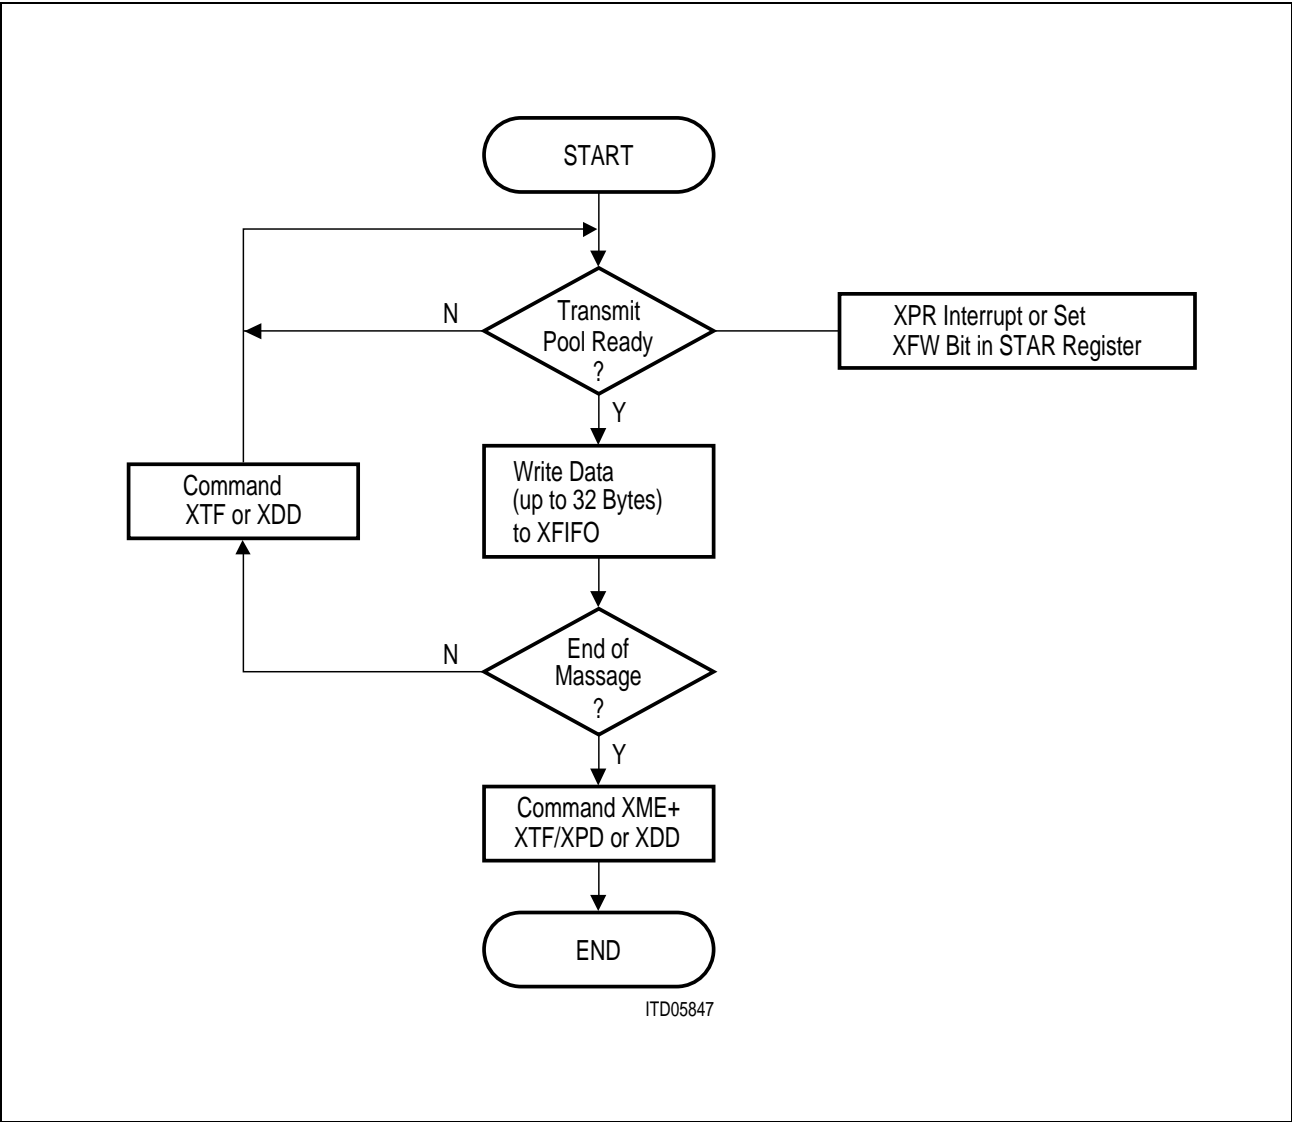 START
N
Transmit
Pool Ready
?
XPR Interrupt or Set
XFW Bit in STAR Register
Y
Command
XTF or XDD
Write Data
(up to 32 Bytes)
to XFIFO
N
End of
Massage
?
Y
Command XME+
XTF/XPD or XDD
END
ITD05847